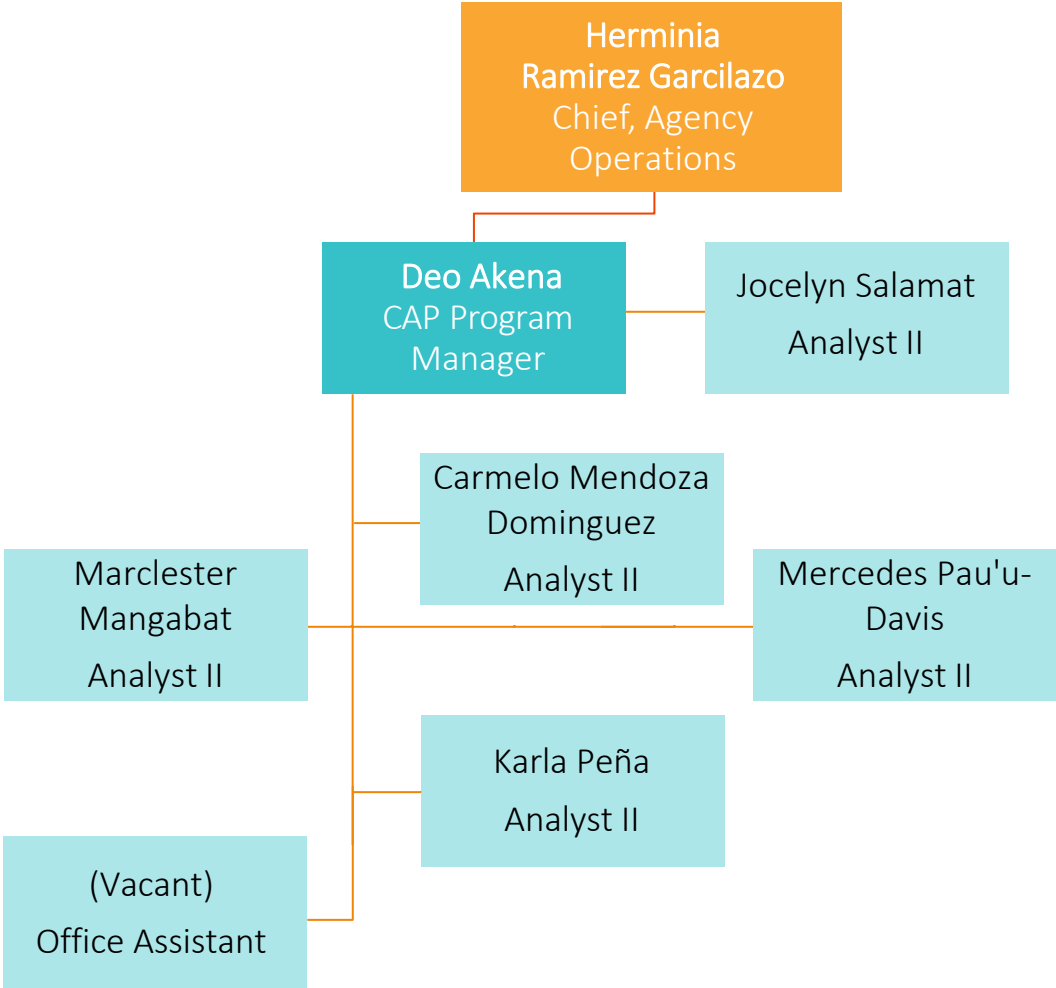 Herminia
Ramirez Garcilazo
Chief, Agency
Operations
Deo Akena
CAP Program
Manager
Jocelyn Salamat
Analyst II
Carmelo Mendoza
Dominguez
Analyst II
Marclester
Mangabat
Analyst II
Mercedes Pau'u-
Davis
Analyst II
Karla Peña
Analyst II
(Vacant)
Office Assistant